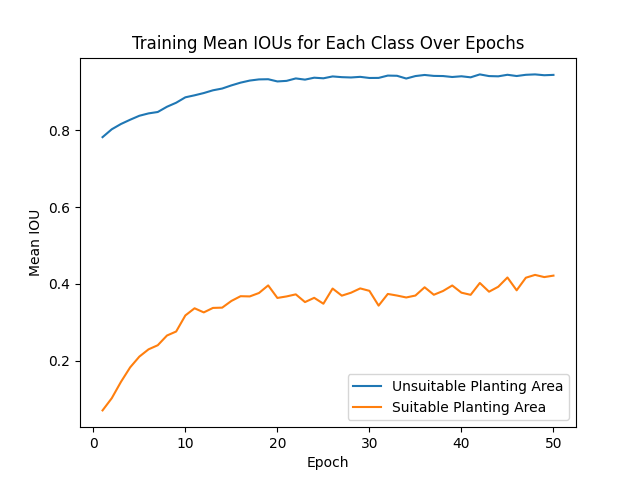 Training Mean IOUs for Each Class Over Epochs
Mean IOU
0.8
0.6
0.4
0.2
0
10
20
30
40
50
Epoch
Unsuitable Planting Area
Suitable Planting Area